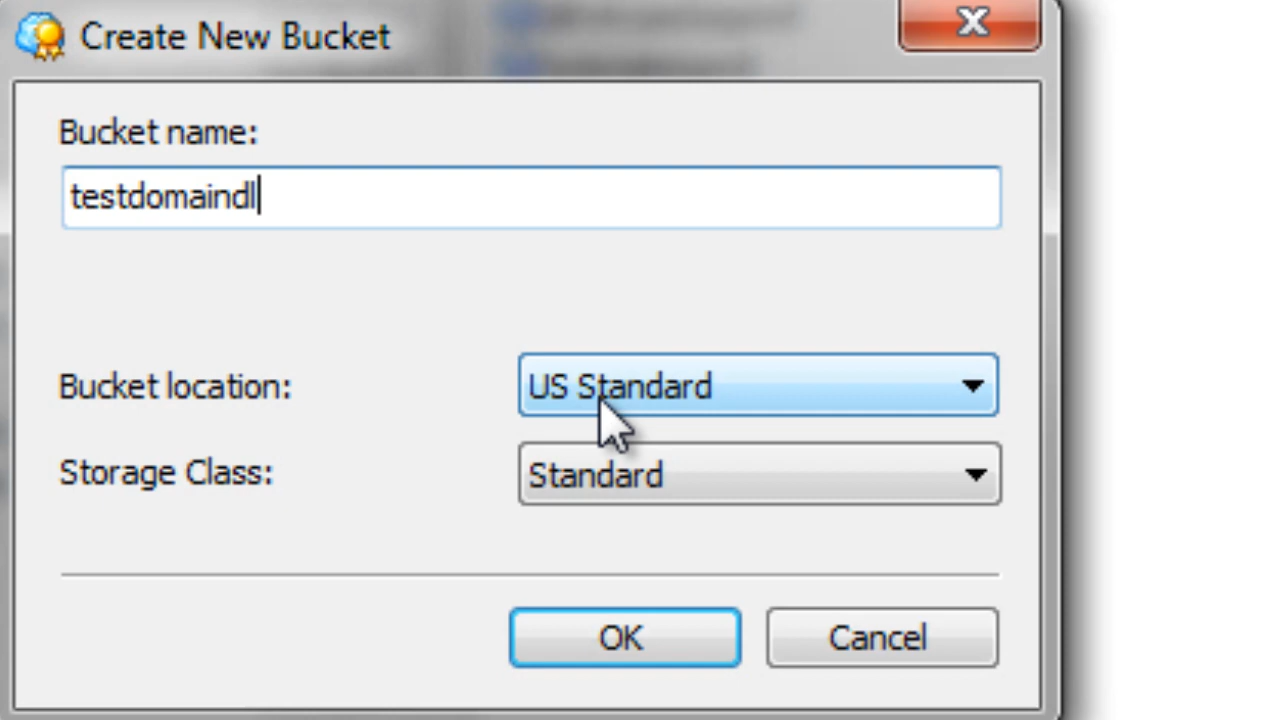 Create New Bucket
Bucket name:
testdomaindl
Bucket location: US Standard
Storage Class: Standard
OK Cancel